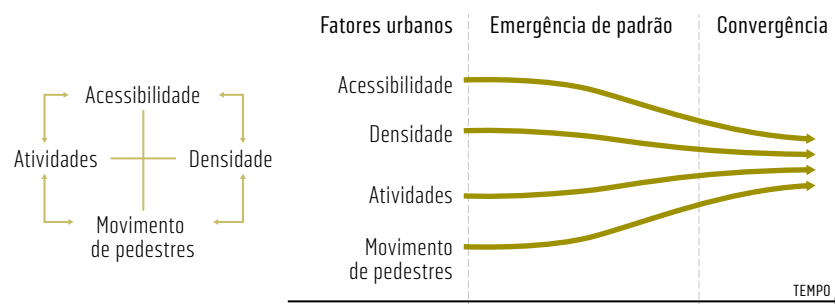 Acessibilidade
Atividades
Densidade
Movimento
de pedestres
Fatores urbanos
Emergência de padrão
Convergência
Acessibilidade
Densidade
Atividades
Movimento
de pedestres
TEMPO